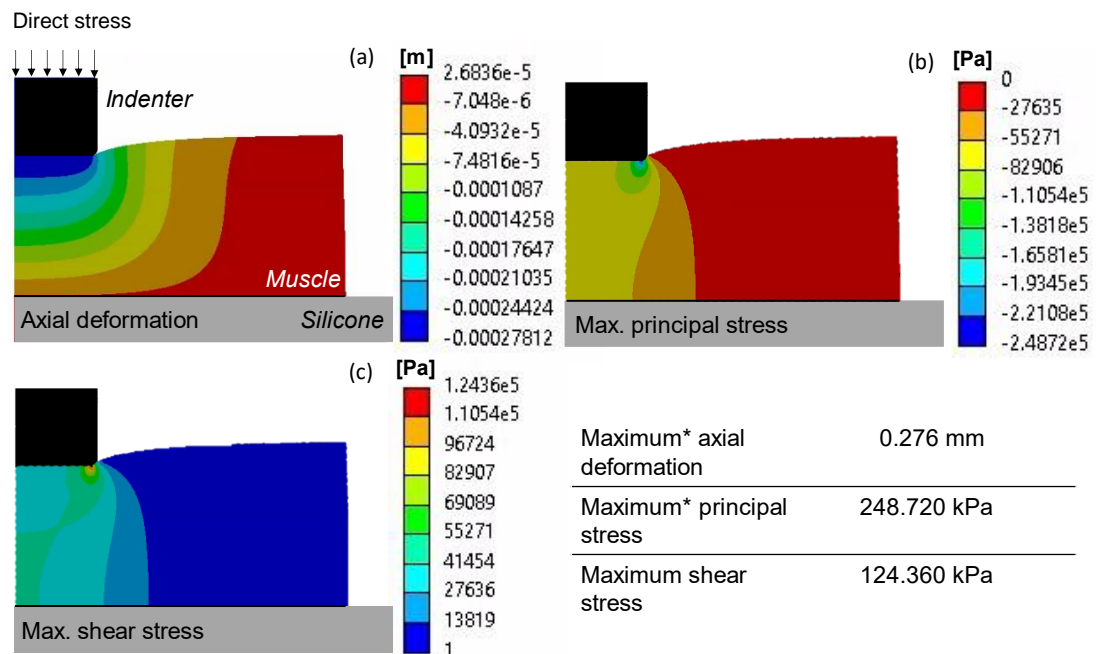 Direct stress
(a)
[m]
Indenter
2.6836e-5
-7.048e-6
-4.0932e-5
-7.4816e-5
-0.0001087
-0.00014258
-0.00017647
-0.00021035
-0.00024424
-0.00027812
Muscle
Axial deformation
Silicone
(b)
[Pa]
0
-27635
-55271
-82906
-1.1054e5
-1.3818e5
-1.6581e5
-1.9345e5
-2.2108e5
-2.4872e5
Max. principal stress
(c)
[Pa]
1.2436e5
1.1054e5
96724
82907
69089
55271
41454
27636
13819
1
Max. shear stress
Maximum* axial
deformation
0.276 mm
Maximum* principal
stress
248.720 kPa
Maximum shear
stress
124.360 kPa